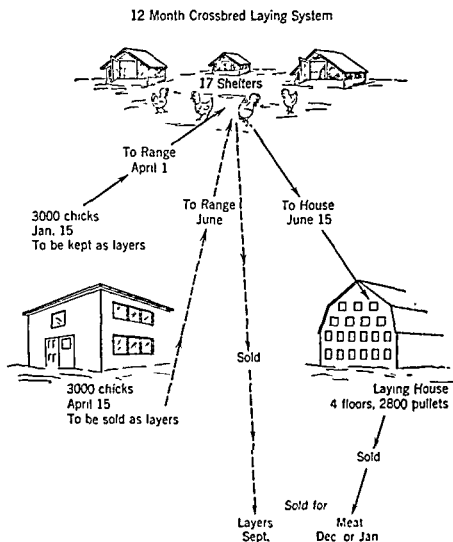 12 Month Crossbred Laying System
17 Shelters
To Range
April 1
3000 chicks
Jan. 15
To be kept as layers
To Range
June
To House
June 15
Sold
3000 chicks
April 15
To be sold as layers
Laying House
4 floors, 2800 pullets
Sold
Sold for
Layers
Sept.
Meat
Dec or Jan